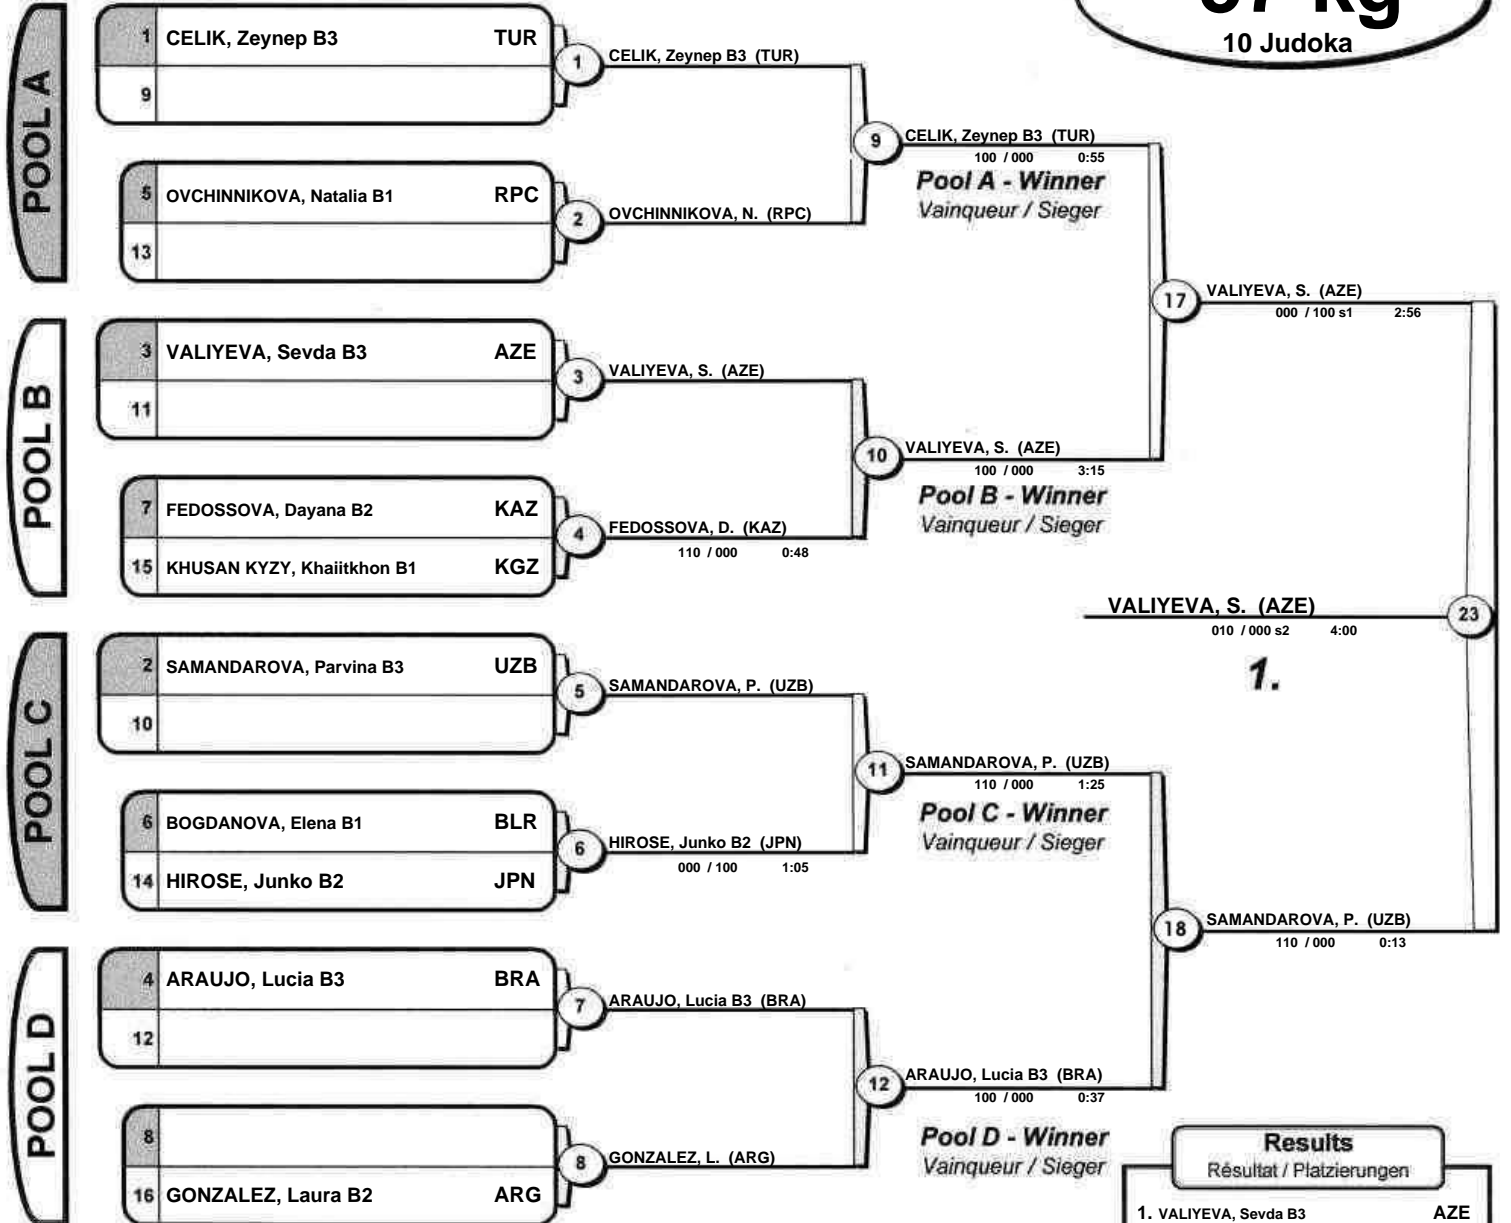 10 Judoka
POOL A
1 CELIK, Zeynep B3 TUR
9
1 CELIK, Zeynep B3 (TUR)
5 OVCHINNIKOVA, Natalia B1 RPC
13
2 OVCHINNIKOVA, N. (RPC)
9 CELIK, Zeynep B3 (TUR)
100 / 000 0:55
Pool A - Winner
Vainqueur / Sieger
POOL B
3 VALIYEVA, Sevda B3 AZE
11
3 VALIYEVA, S. (AZE)
7 FEDOSSOVA, Dayana B2 KAZ
15 KHUSAN KYZY, Khaiitkhon B1 KGZ
4 FEDOSSOVA, D. (KAZ)
110 / 000 0:48
10 VALIYEVA, S. (AZE)
100 / 000 3:15
Pool B - Winner
Vainqueur / Sieger
17 VALIYEVA, S. (AZE)
000 / 100 s1 2:56
VALIYEVA, S. (AZE) 23
010 / 000 s2 4:00
1.
POOL C
2 SAMANDAROVA, Parvina B3 UZB
10
5 SAMANDAROVA, P. (UZB)
6 BOGDANOVA, Elena B1 BLR
14 HIROSE, Junko B2 JPN
6 HIROSE, Junko B2 (JPN)
000 / 100 1:05
11 SAMANDAROVA, P. (UZB)
110 / 000 1:25
Pool C - Winner
Vainqueur / Sieger
18 SAMANDAROVA, P. (UZB)
110 / 000 0:13
POOL D
4 ARAUJO, Lucia B3 BRA
12
7 ARAUJO, Lucia B3 (BRA)
8
16 GONZALEZ, Laura B2 ARG
8 GONZALEZ, L. (ARG)
12 ARAUJO, Lucia B3 (BRA)
100 / 000 0:37
Pool D - Winner
Vainqueur / Sieger
Results
Résultat / Platzierungen
1. VALIYEVA, Sevda B3 AZE